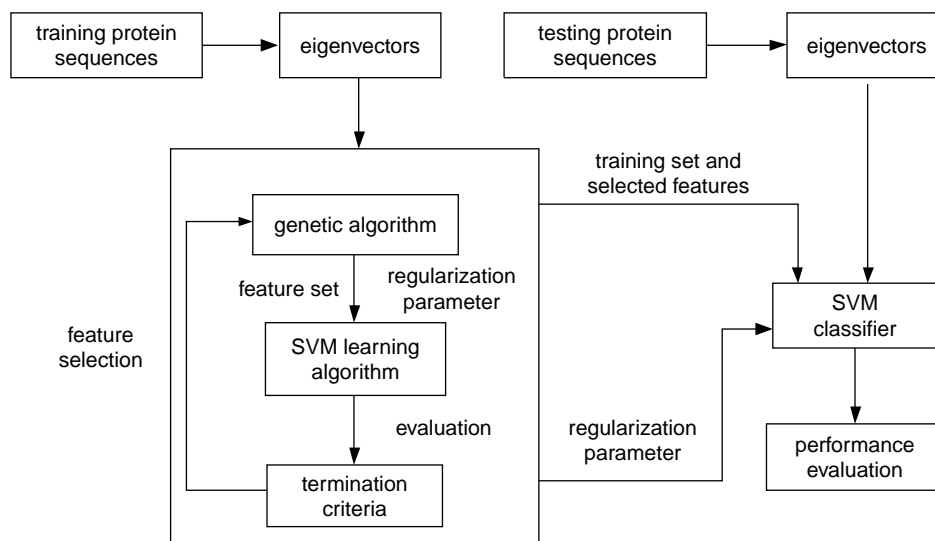 training protein
sequences
eigenvectors
testing protein
sequences
eigenvectors
training set and
selected features
genetic algorithm
feature set
regularization
parameter
SVM
classifier
feature
selection
SVM learning
algorithm
evaluation
regularization
parameter
performance
evaluation
termination
criteria